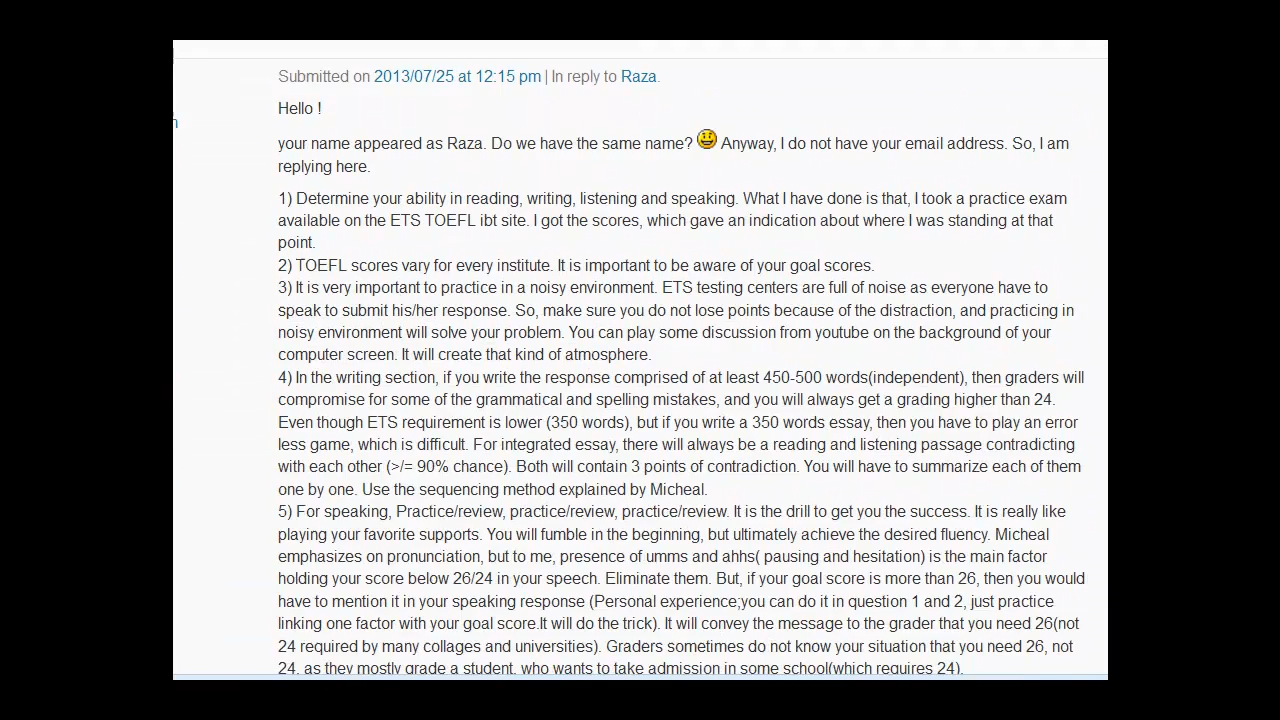 Submitted on 2013/07/25 at 12:15 pm | In reply to Raza.
Hello !
your name appeared as Raza. Do we have the same name? Anyway, I do not have your email address. So, I am
replying here.
1) Determine your ability in reading, writing, listening and speaking. What I have done is that, I took a practice exam
available on the ETS TOEFL ibt site. I got the scores, which gave an indication about where I was standing at that
point.
2) TOEFL scores vary for every institute. It is important to be aware of your goal scores.
3) It is very important to practice in a noisy environment. ETS testing centers are full of noise as everyone have to
speak to submit his/her response. So, make sure you do not lose points because of the distraction, and practicing in
noisy environment will solve your problem. You can play some discussion from youtube on the background of your
computer screen. It will create that kind of atmosphere.
4) In the writing section, if you write the response comprised of at least 450-500 words(independent), then graders will
compromise for some of the grammatical and spelling mistakes, and you will always get a grading higher than 24.
Even though ETS requirement is lower (350 words), but if you write a 350 words essay, then you have to play an error
less game, which is difficult. For integrated essay, there will always be a reading and listening passage contradicting
with each other (>/= 90% chance). Both will contain 3 points of contradiction. You will have to summarize each of them
one by one. Use the sequencing method explained by Micheal.
5) For speaking, Practice/review, practice/review, practice/review. It is the drill to get you the success. It is really like
playing your favorite supports. You will fumble in the beginning, but ultimately achieve the desired fluency. Micheal
emphasizes on pronunciation, but to me, presence of umms and ahhs( pausing and hesitation) is the main factor
holding your score below 26/24 in your speech. Eliminate them. But, if your goal score is more than 26, then you would
have to mention it in your speaking response (Personal experience;you can do it in question 1 and 2, just practice
linking one factor with your goal score.It will do the trick). It will convey the message to the grader that you need 26(not
24 required by many collages and universities). Graders sometimes do not know your situation that you need 26, not
24, as they mostly grade a student, who wants to take admission in some school(which requires 24).